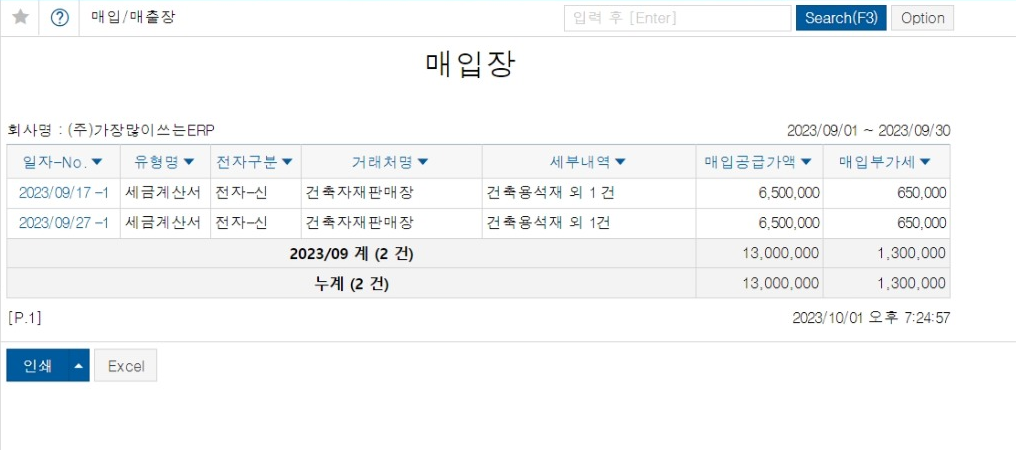 매입/매출장 입력 후 [Enter] Search(F3) Option
매입장
회사명 : (주)가장많이쓰는ERP 2023/09/01 ~ 2023/09/30
일자-No. ▼ 유형명 ▼ 전자구분 ▼ 거래처명 ▼ 세부내역 ▼ 매입공급가액 ▼ 매입부가세 ▼
2023/09/17 -1 세금계산서 전자-신 건축자재판매장 건축용석재 외 1 건 6,500,000 650,000
2023/09/27 -1 세금계산서 전자-신 건축자재판매장 건축용석재 외 1건 6,500,000 650,000
2023/09 계 (2 건) 13,000,000 1,300,000
누계 (2 건) 13,000,000 1,300,000
[P.1] 2023/10/01 오후 7:24:57
인쇄 Excel